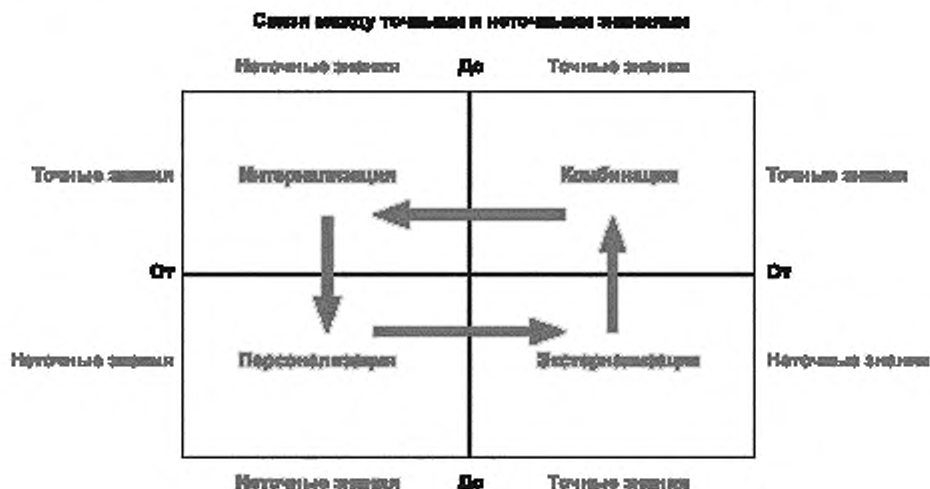 Связи между точными и неточными знаниями
Неточные знания До Точные знания
Точные знания Интернализация Комбинация Точные знания
От От
Неточные знания Персонализация Экстернализация Неточные знания
Неточные знания До Точные знания